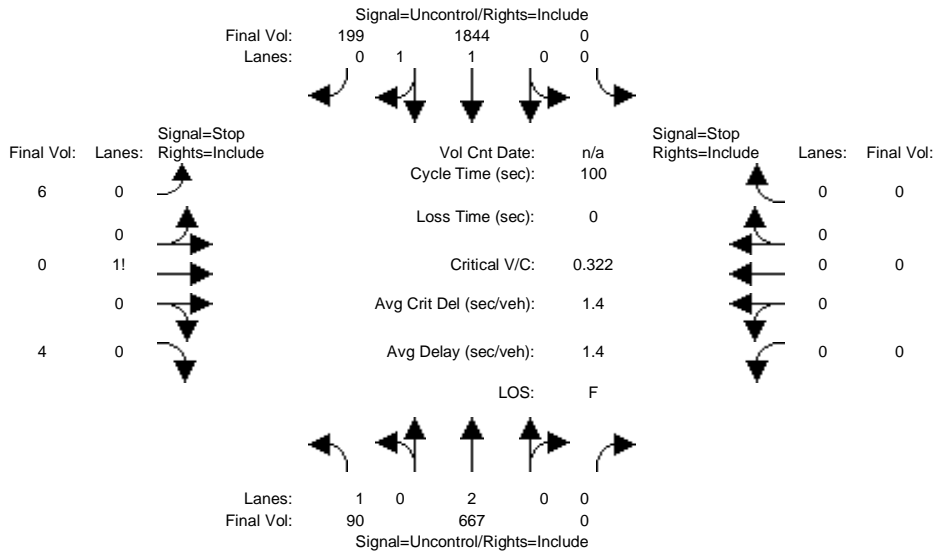 Signal=Uncontrol/Rights=Include
Final Vol: 199 1844 0
Lanes: 0 1 1 0 0
Signal=Stop Signal=Stop
Final Vol: Lanes: Rights=Include Vol Cnt Date: n/a Rights=Include Lanes: Final Vol:
Cycle Time (sec): 100
6 0 0 0
Loss Time (sec): 0
0 0
0 1! Critical V/C: 0.322 0 0
0 Avg Crit Del (sec/veh): 1.4 0
4 0 Avg Delay (sec/veh): 1.4 0 0
LOS: F
Lanes: 1 0 2 0 0
Final Vol: 90 667 0
Signal=Uncontrol/Rights=Include